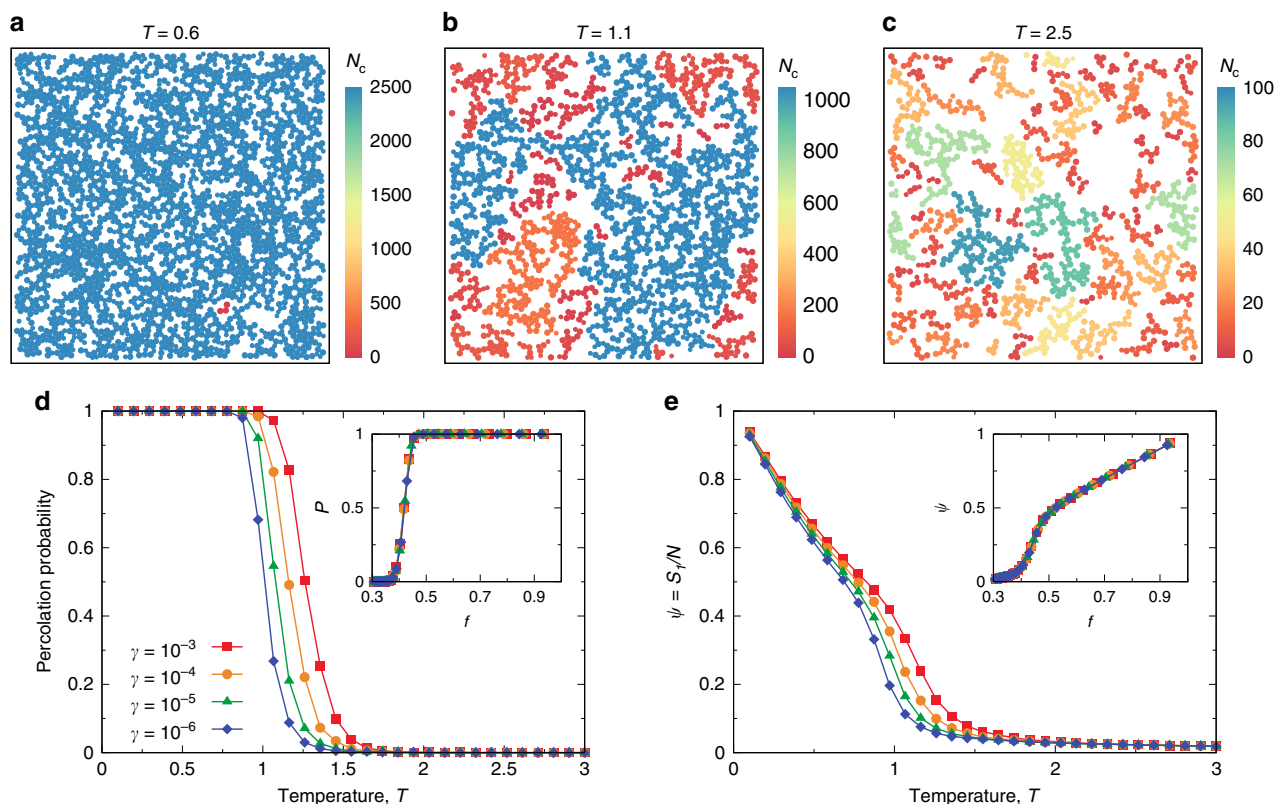 a
T = 0.6
N_c
2500
2000
1500
1000
500
0
b
T = 1.1
N_c
1000
800
600
400
200
0
c
T = 2.5
N_c
100
80
60
40
20
0
d
Percolation probability
1
0.8
0.6
0.4
0.2
0
0 0.5 1 1.5 2 2.5 3
Temperature, T
γ = 10⁻³
γ = 10⁻⁴
γ = 10⁻⁵
γ = 10⁻⁶
P
1
0.5
0
0.3 0.5 0.7 0.9
f
e
ψ = S₁/N
1
0.8
0.6
0.4
0.2
0
0 1 2 3
Temperature, T
ψ
1
0.5
0
0.3 0.5 0.7 0.9
f